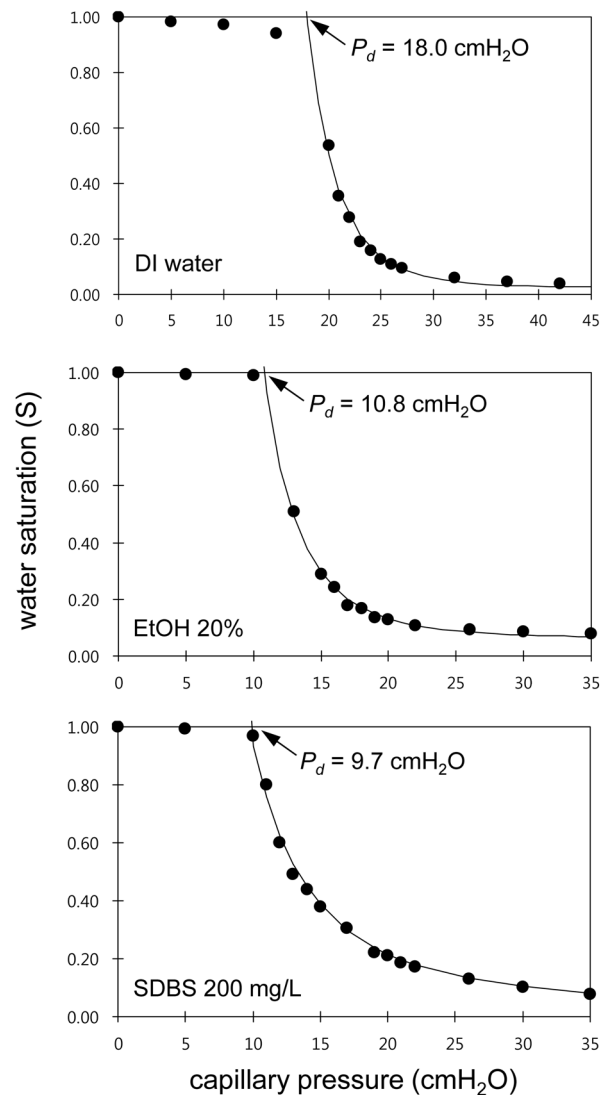 1.00
P_d = 18.0 cmH₂O
0.80
0.60
0.40
0.20
DI water
0.00
0 5 10 15 20 25 30 35 40 45
1.00
P_d = 10.8 cmH₂O
0.80
0.60
0.40
0.20
EtOH 20%
0.00
0 5 10 15 20 25 30 35
water saturation (S)
1.00
P_d = 9.7 cmH₂O
0.80
0.60
0.40
0.20
SDBS 200 mg/L
0.00
0 5 10 15 20 25 30 35
capillary pressure (cmH₂O)